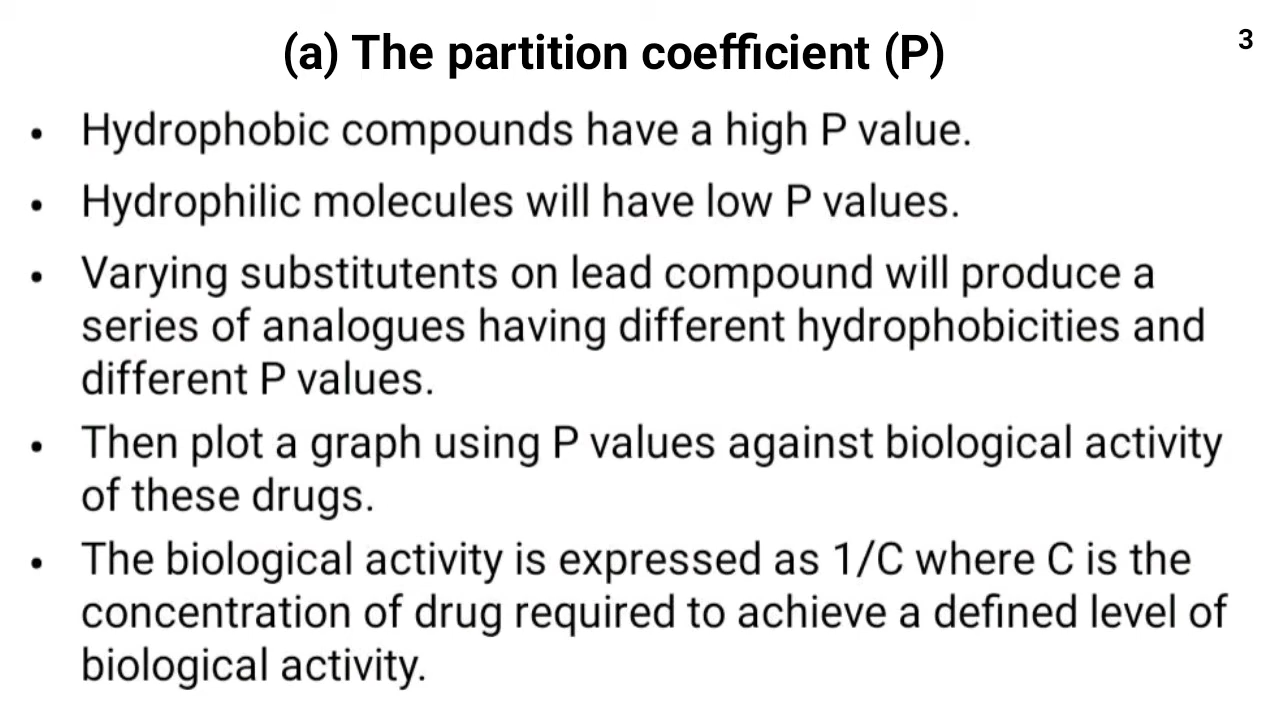 (a) The partition coefficient (P)
3
• Hydrophobic compounds have a high P value.
• Hydrophilic molecules will have low P values.
• Varying substitutents on lead compound will produce a
series of analogues having different hydrophobicities and
different P values.
• Then plot a graph using P values against biological activity
of these drugs.
• The biological activity is expressed as 1/C where C is the
concentration of drug required to achieve a defined level of
biological activity.